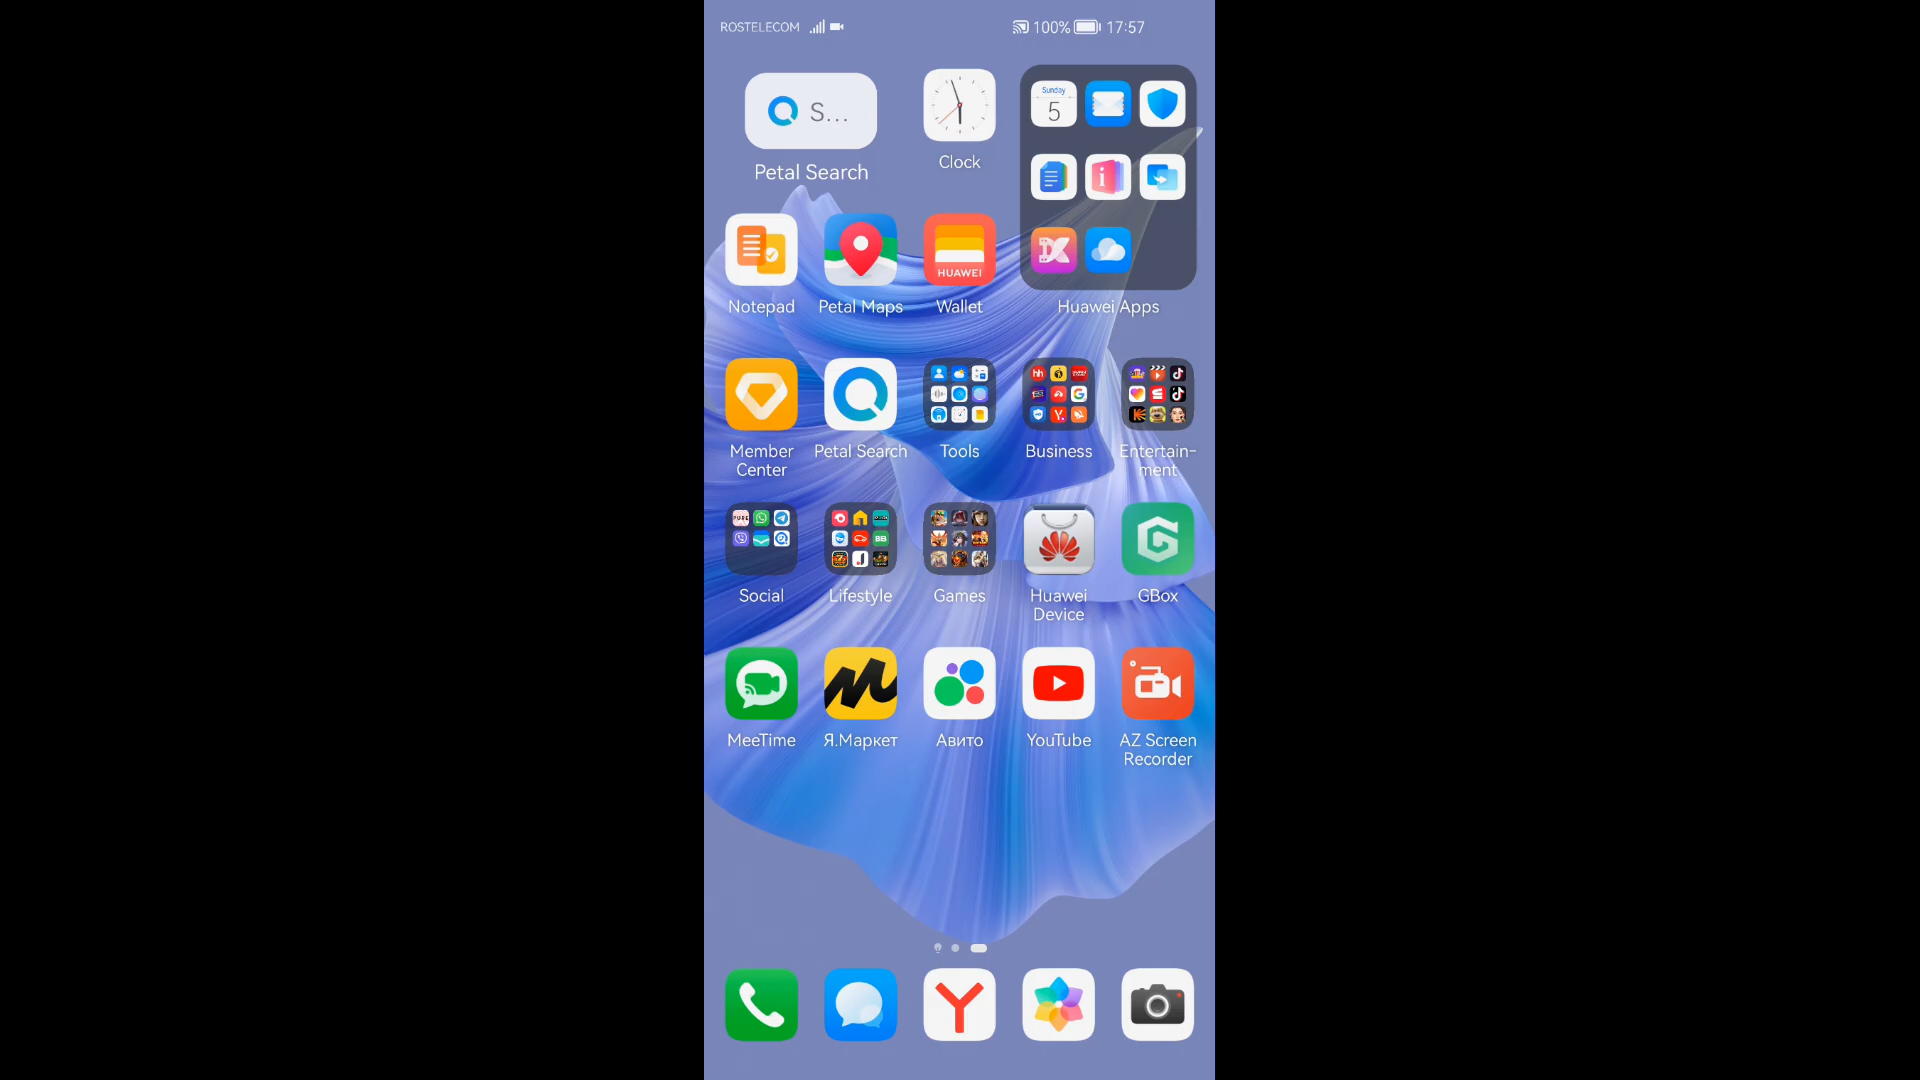 ROSTELECOM
100%
17:57
S...
Petal Search
Clock
Sunday
5
HUAWEI
Notepad
Petal Maps
Wallet
Huawei Apps
Member
Center
Petal Search
Tools
Business
Entertain-
ment
Social
Lifestyle
Games
Huawei
Device
GBox
MeeTime
Я.Маркет
Авито
YouTube
AZ Screen
Recorder